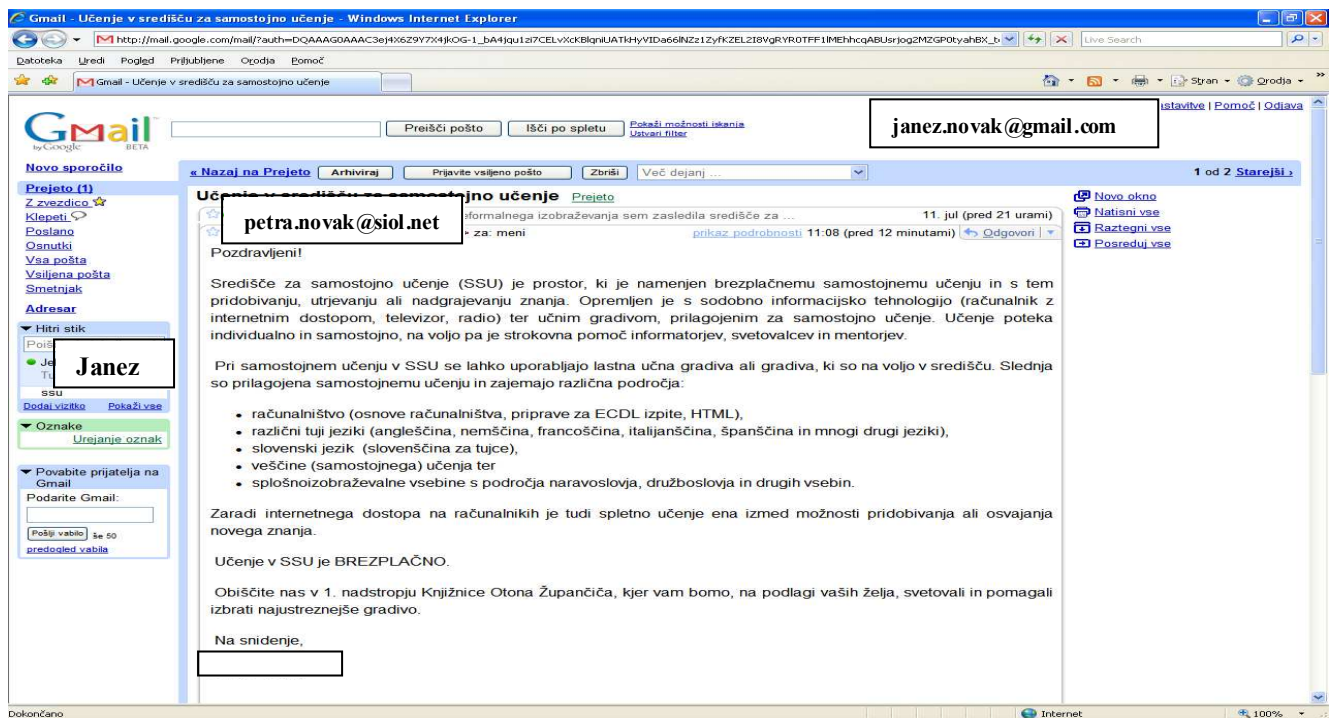 Gmail - Učenje v središču za samostojno učenje - Windows Internet Explorer
Live Search
Datoteka Uredi Pogled Priljubljene Orodja Pomoč
Gmail - Učenje v središču za samostojno učenje
Stran Orodja
Gmail
by Google BETA
Preišči pošto Išči po spletu
Pokaži možnosti iskanja
Ustvari filter
janez.novak@gmail.com
Pomoč | Odjava
Novo sporočilo
« Nazaj na Prejeto Arhiviraj Prijavite vsiljeno pošto Zbriši Več dejanj ... 1 od 2 Starejši ›
Prejeto (1)
Z zvezdico
Klepeti
Poslano
Osnutki
Vsa pošta
Vsiljena pošta
Smetnjak
Adresar
Hitri stik
Janez
ssu
Dodaj vizitko Pokaži vse
Oznake
Urejanje oznak
Povabite prijatelja na
Gmail
Podarite Gmail:
Pošlji vabilo še 50
predogled vabila
Učenje v središču za samostojno učenje Prejeto
petra.novak@siol.net
izobraževanja sem zasledila središče za ... 11. jul (pred 21 urami)
za: meni prikaz podrobnosti 11:08 (pred 12 minutami) Odgovori
Pozdravljeni!
Središče za samostojno učenje (SSU) je prostor, ki je namenjen brezplačnemu samostojnemu učenju in s tem
pridobivanju, utrjevanju ali nadgrajevanju znanja. Opremljen je s sodobno informacijsko tehnologijo (računalnik z
internetnim dostopom, televizor, radio) ter učnim gradivom, prilagojenim za samostojno učenje. Učenje poteka
individualno in samostojno, na voljo pa je strokovna pomoč informatorjev, svetovalcev in mentorjev.
Pri samostojnem učenju v SSU se lahko uporabljajo lastna učna gradiva ali gradiva, ki so na voljo v središču. Slednja
so prilagojena samostojnemu učenju in zajemajo različna področja:
• računalništvo (osnove računalništva, priprave za ECDL izpite, HTML),
• različni tuji jeziki (angleščina, nemščina, francoščina, italijanščina, španščina in mnogi drugi jeziki),
• slovenski jezik (slovenščina za tujce),
• veščine (samostojnega) učenja ter
• splošnoizobraževalne vsebine s področja naravoslovja, družboslovja in drugih vsebin.
Zaradi internetnega dostopa na računalnikih je tudi spletno učenje ena izmed možnosti pridobivanja ali osvajanja
novega znanja.
Učenje v SSU je BREZPLAČNO.
Obiščite nas v 1. nadstropju Knjižnice Otona Župančiča, kjer vam bomo, na podlagi vaših želja, svetovali in pomagali
izbrati najustreznejše gradivo.
Na snidenje,
Novo okno
Natisni vse
Raztegni vse
Posreduj vse
Dokončano Internet 100%